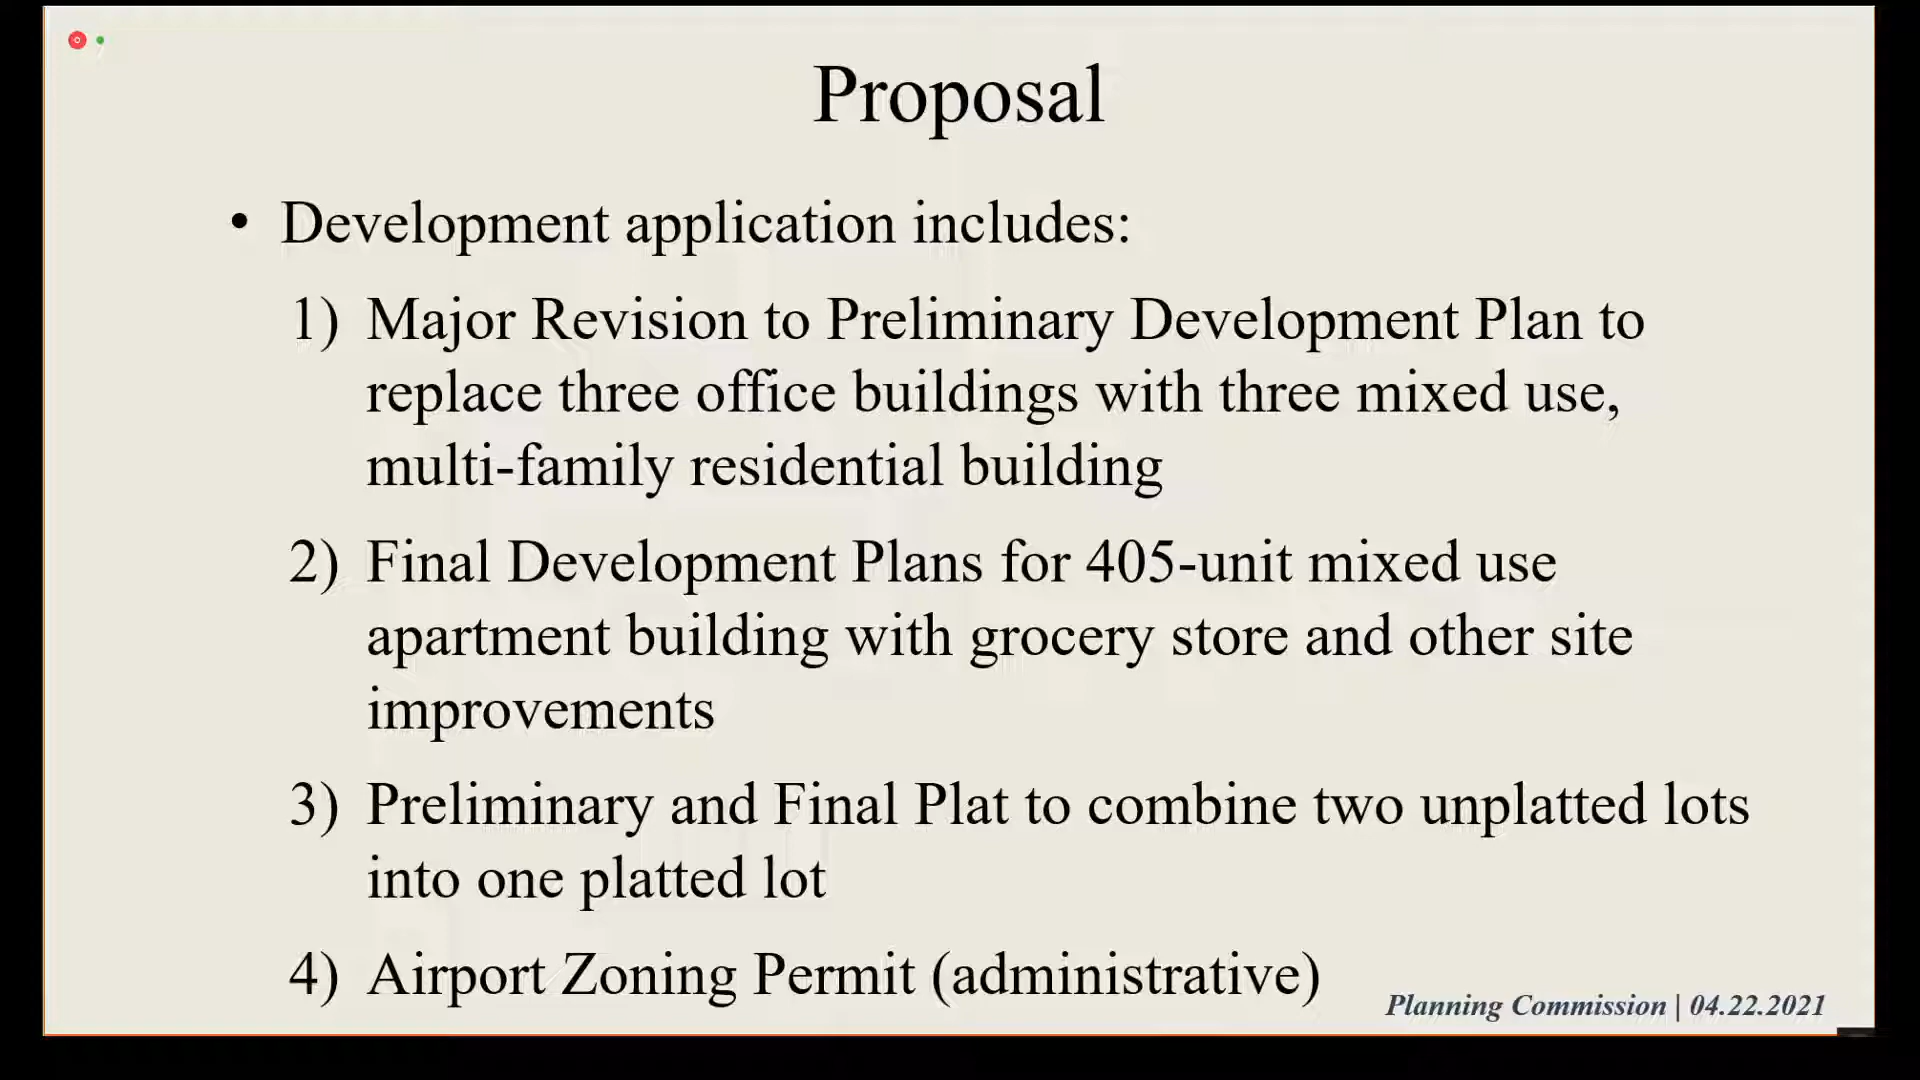 Proposal
• Development application includes:
1) Major Revision to Preliminary Development Plan to
replace three office buildings with three mixed use,
multi-family residential building
2) Final Development Plans for 405-unit mixed use
apartment building with grocery store and other site
improvements
3) Preliminary and Final Plat to combine two unplatted lots
into one platted lot
4) Airport Zoning Permit (administrative)
Planning Commission | 04.22.2021